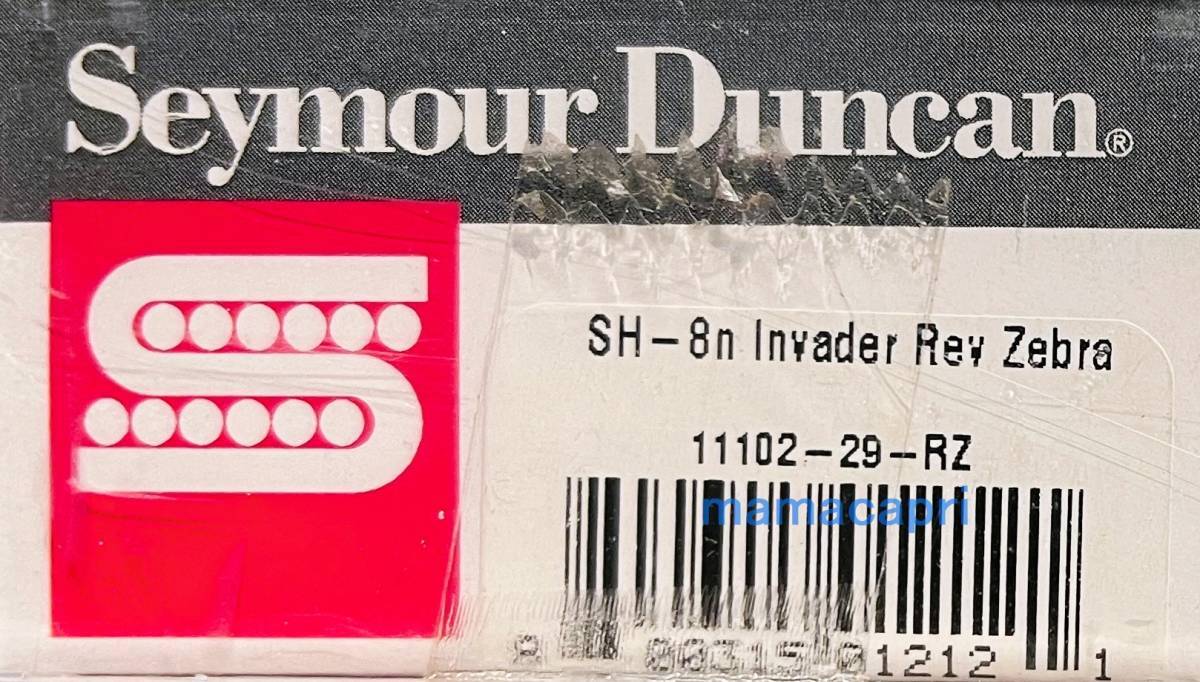 Seymour Duncan®
SH-8n Invader Rev Zebra
11102-29-RZ
mamacapri
1212 1